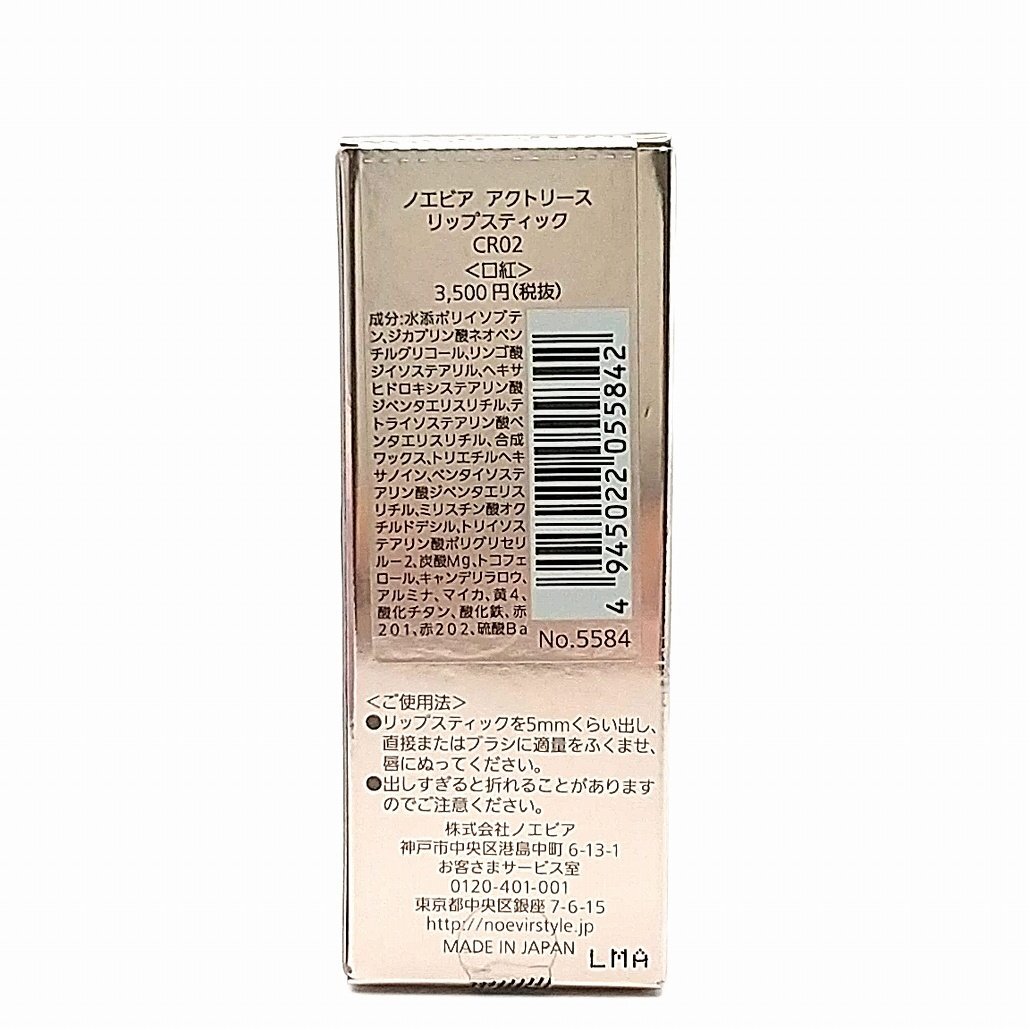 ノエビア アクトリース
リップスティック
CR02
<口紅>
3,500円(税抜)
成分:水添ポリイソブテ
ン、ジカプリン酸ネオペン
チルグリコール、リンゴ酸
ジイソステアリル、ヘキサ
ヒドロキシステアリン酸
ジペンタエリスリチル、テ
トライソステアリン酸ペ
ンタエリスリチル、合成
ワックス、トリエチルヘキ
サノイン、ペンタイソステ
アリン酸ジペンタエリス
リチル、ミリスチン酸オク
チルドデシル、トリイソス
テアリン酸ポリグリセリ
ルー2、炭酸Mg、トコフェ
ロール、キャンデリラロウ、
アルミナ、マイカ、黄4、
酸化チタン、酸化鉄、赤
201、赤202、硫酸Ba
4 945022 055842
No.5584
<ご使用法>
●リップスティックを5mmくらい出し、
直接またはブラシに適量をふくませ、
唇にぬってください。
●出しすぎると折れることがあります
のでご注意ください。
株式会社ノエビア
神戸市中央区港島中町6-13-1
お客さまサービス室
0120-401-001
東京都中央区銀座7-6-15
http://noevirstyle.jp
MADE IN JAPAN
LMA